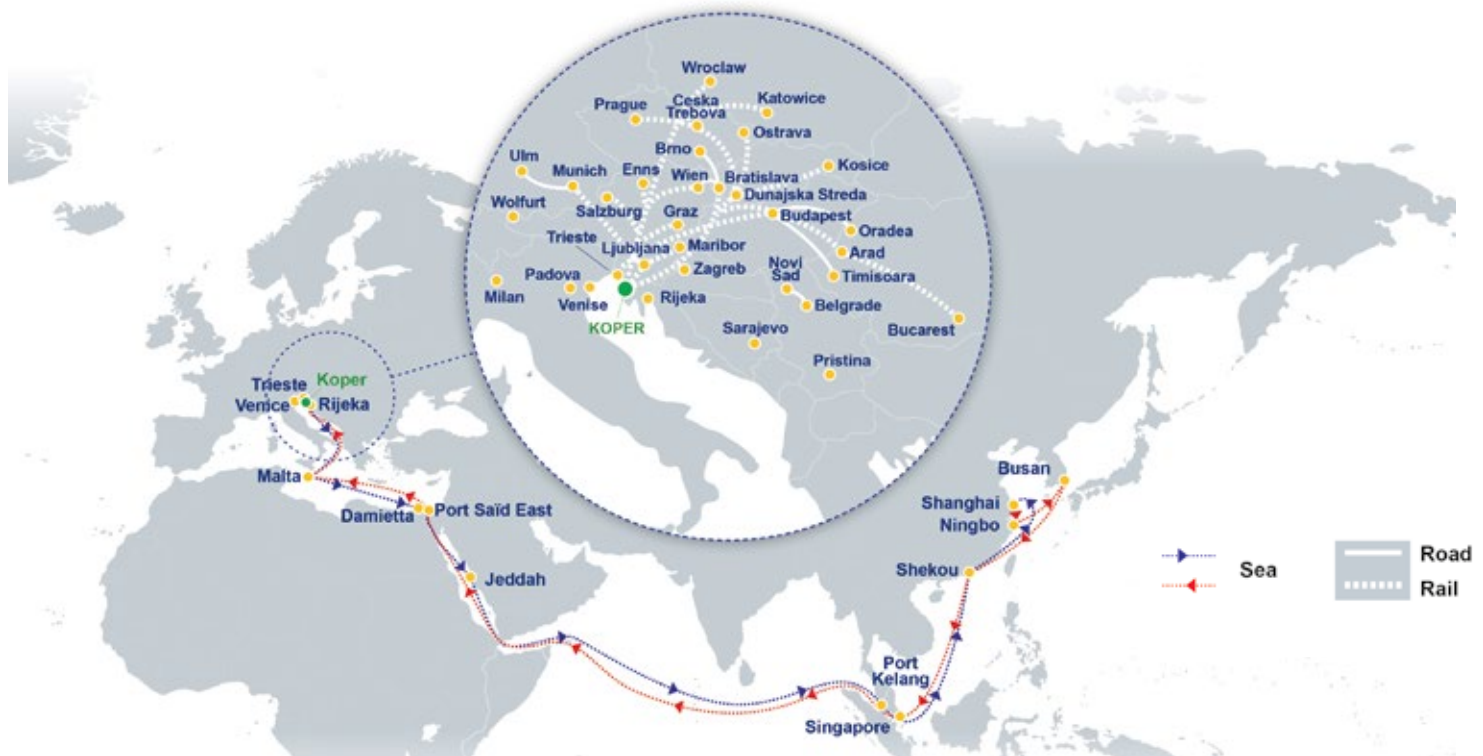 Wroclaw
Prague
Ceska
Trebova
Katowice
Ostrava
Brno
Ulm
Munich
Enns
Wien
Bratislava
Kosice
Dunajska Streda
Wolfurt
Salzburg
Graz
Budapest
Trieste
Ljubljana
Maribor
Oradea
Arad
Padova
Zagreb
Novi
Sad
Timisoara
Milan
Venise
Rijeka
Belgrade
KOPER
Sarajevo
Bucarest
Pristina
Trieste
Koper
Venice
Rijeka
Malta
Damietta
Port Saïd East
Jeddah
Busan
Shanghai
Ningbo
Shekou
Port
Kelang
Singapore
Sea
Road
Rail